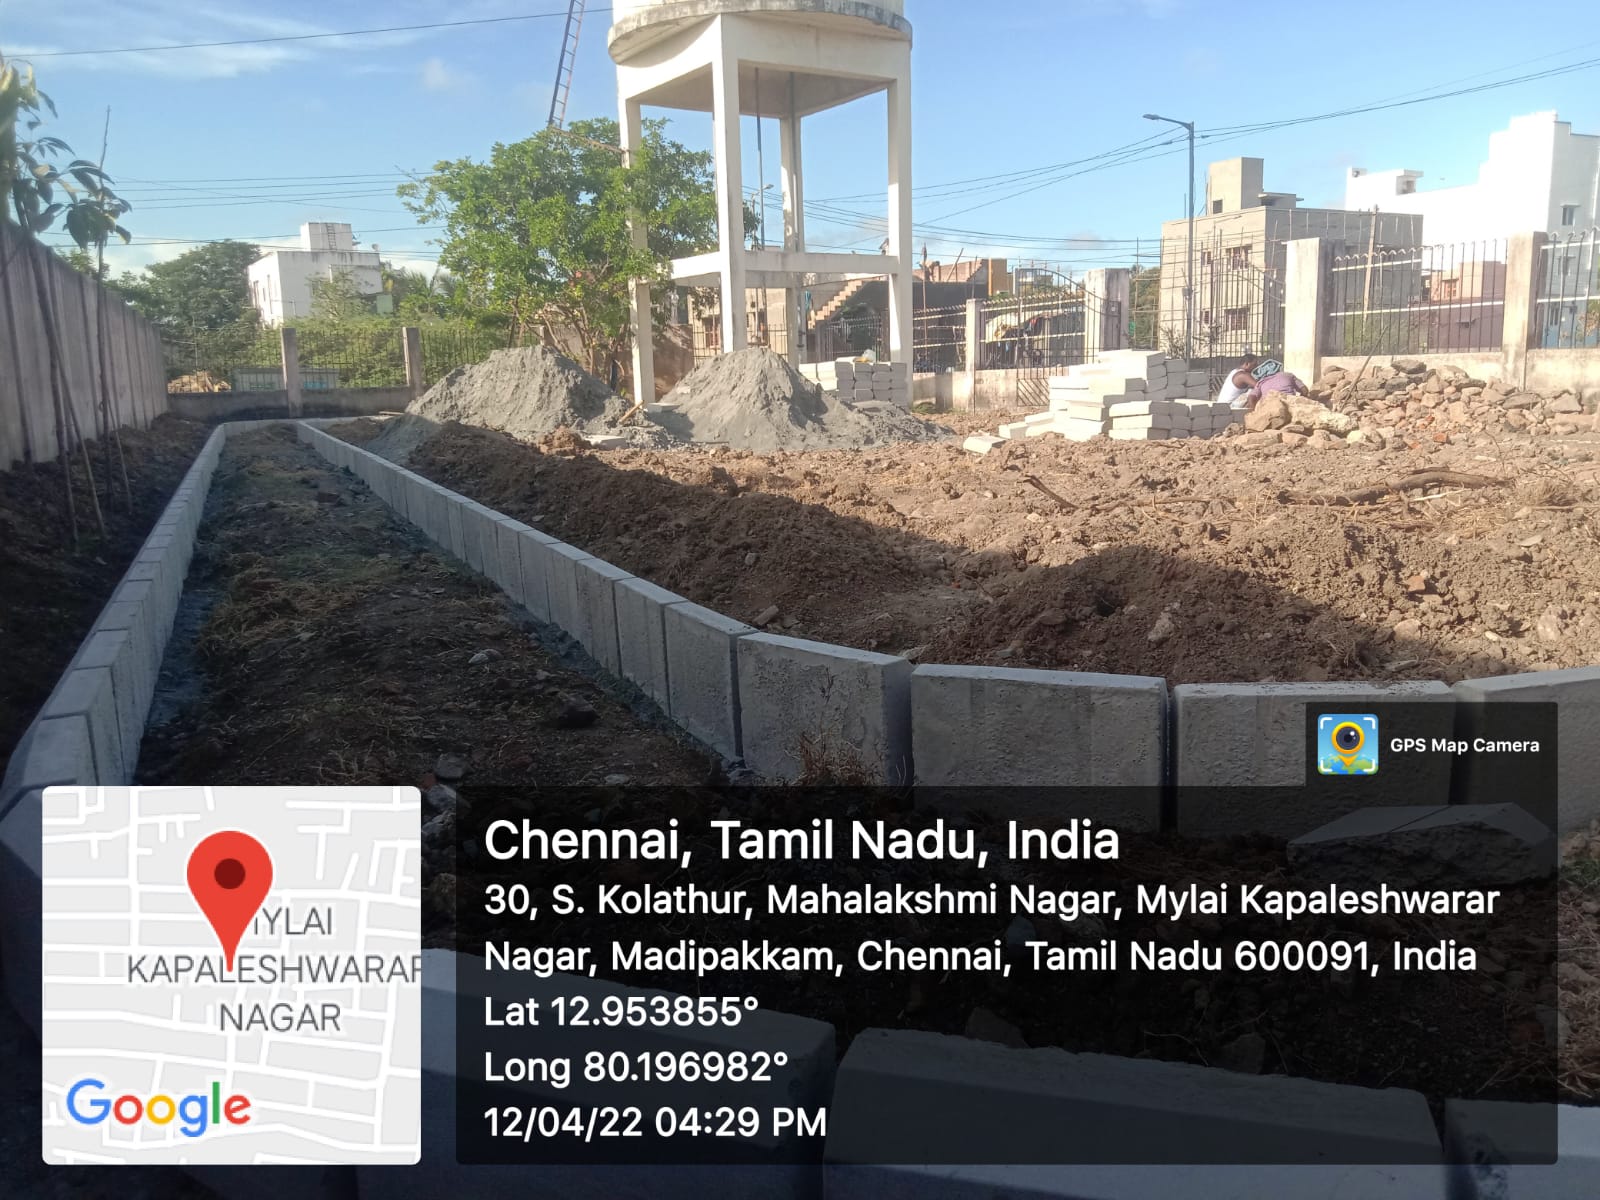 GPS Map Camera
Chennai, Tamil Nadu, India
30, S. Kolathur, Mahalakshmi Nagar, Mylai Kapaleshwarar
Nagar, Madipakkam, Chennai, Tamil Nadu 600091, India
Lat 12.953855°
Long 80.196982°
12/04/22 04:29 PM
MYLAI
KAPALESHWARAR
NAGAR
Google